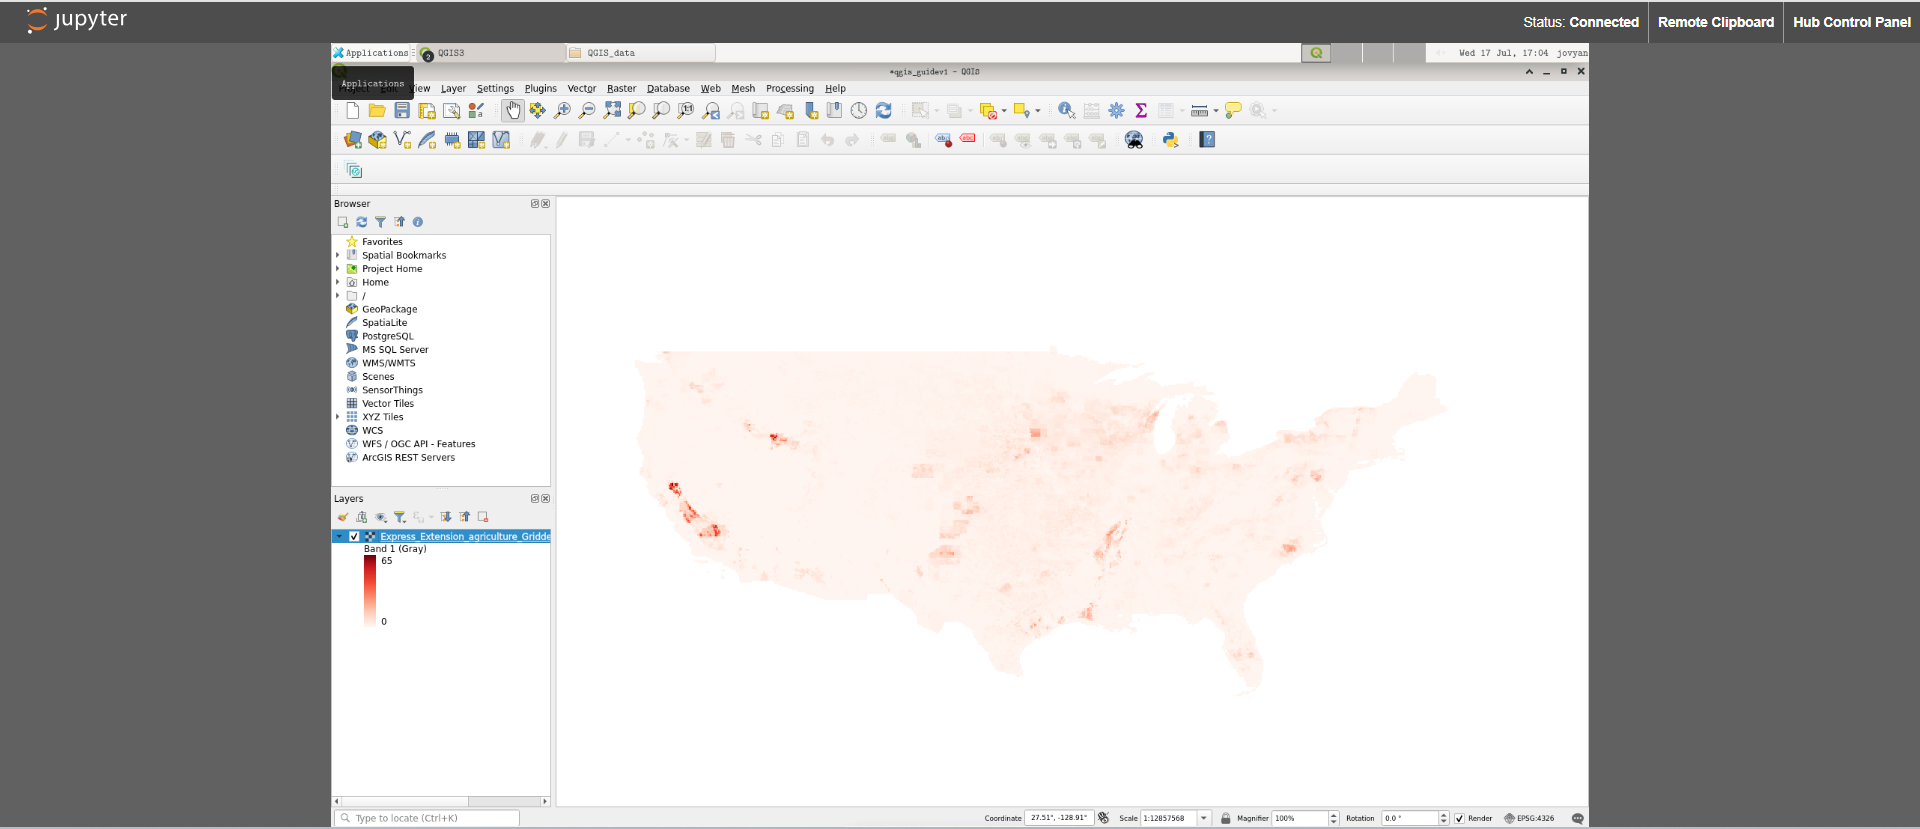 jupyter
Status: Connected
Remote Clipboard
Hub Control Panel
Applications
2
QGIS3
QGIS_data
Wed 17 Jul, 17:04 jovyan
*qgis_guidev1 - QGIS
Applications
View Layer Settings Plugins Vector Raster Database Web Mesh Processing Help
Browser
Favorites
Spatial Bookmarks
Project Home
Home
/
GeoPackage
SpatiaLite
PostgreSQL
MS SQL Server
WMS/WMTS
Scenes
SensorThings
Vector Tiles
XYZ Tiles
WCS
WFS / OGC API - Features
ArcGIS REST Servers
Layers
Express_Extension_agriculture_Gridde
Band 1 (Gray)
65
0
Type to locate (Ctrl+K)
Coordinate 27.51°, -128.91° Scale 1:12857568 Magnifier 100% Rotation 0.0 ° Render EPSG:4326